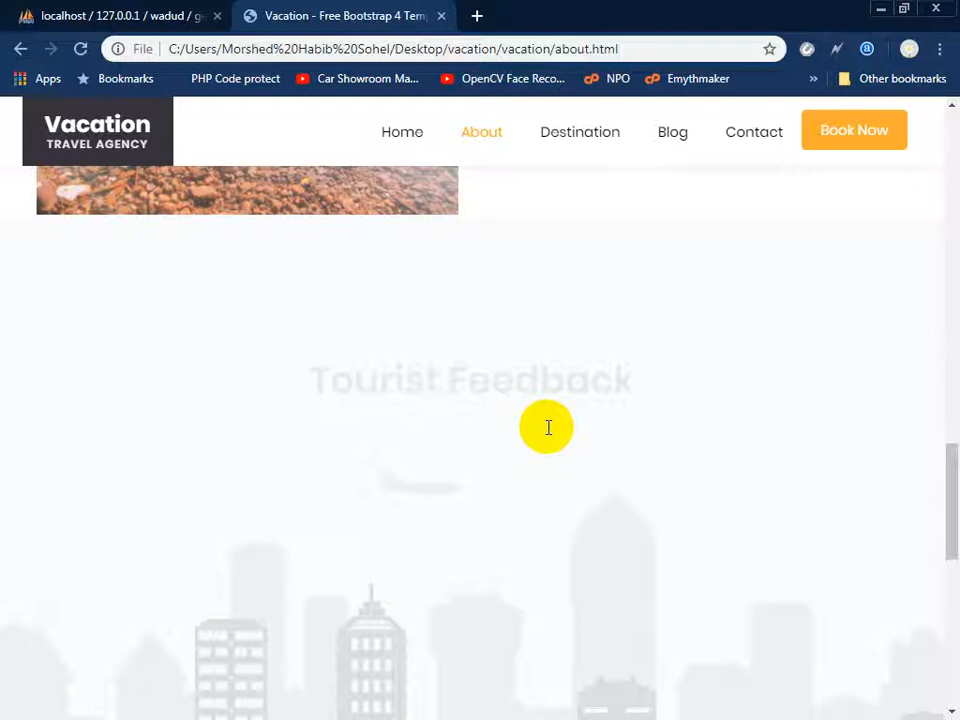 localhost / 127.0.0.1 / wadud / ge
Vacation - Free Bootstrap 4 Temp
File
C:/Users/Morshed%20Habib%20Sohel/Desktop/vacation/vacation/about.html
Apps
Bookmarks
PHP Code protect
Car Showroom Ma...
OpenCV Face Reco...
NPO
Emythmaker
»
Other bookmarks
Vacation
TRAVEL AGENCY
Home
About
Destination
Blog
Contact
Book Now
Tourist Feedback